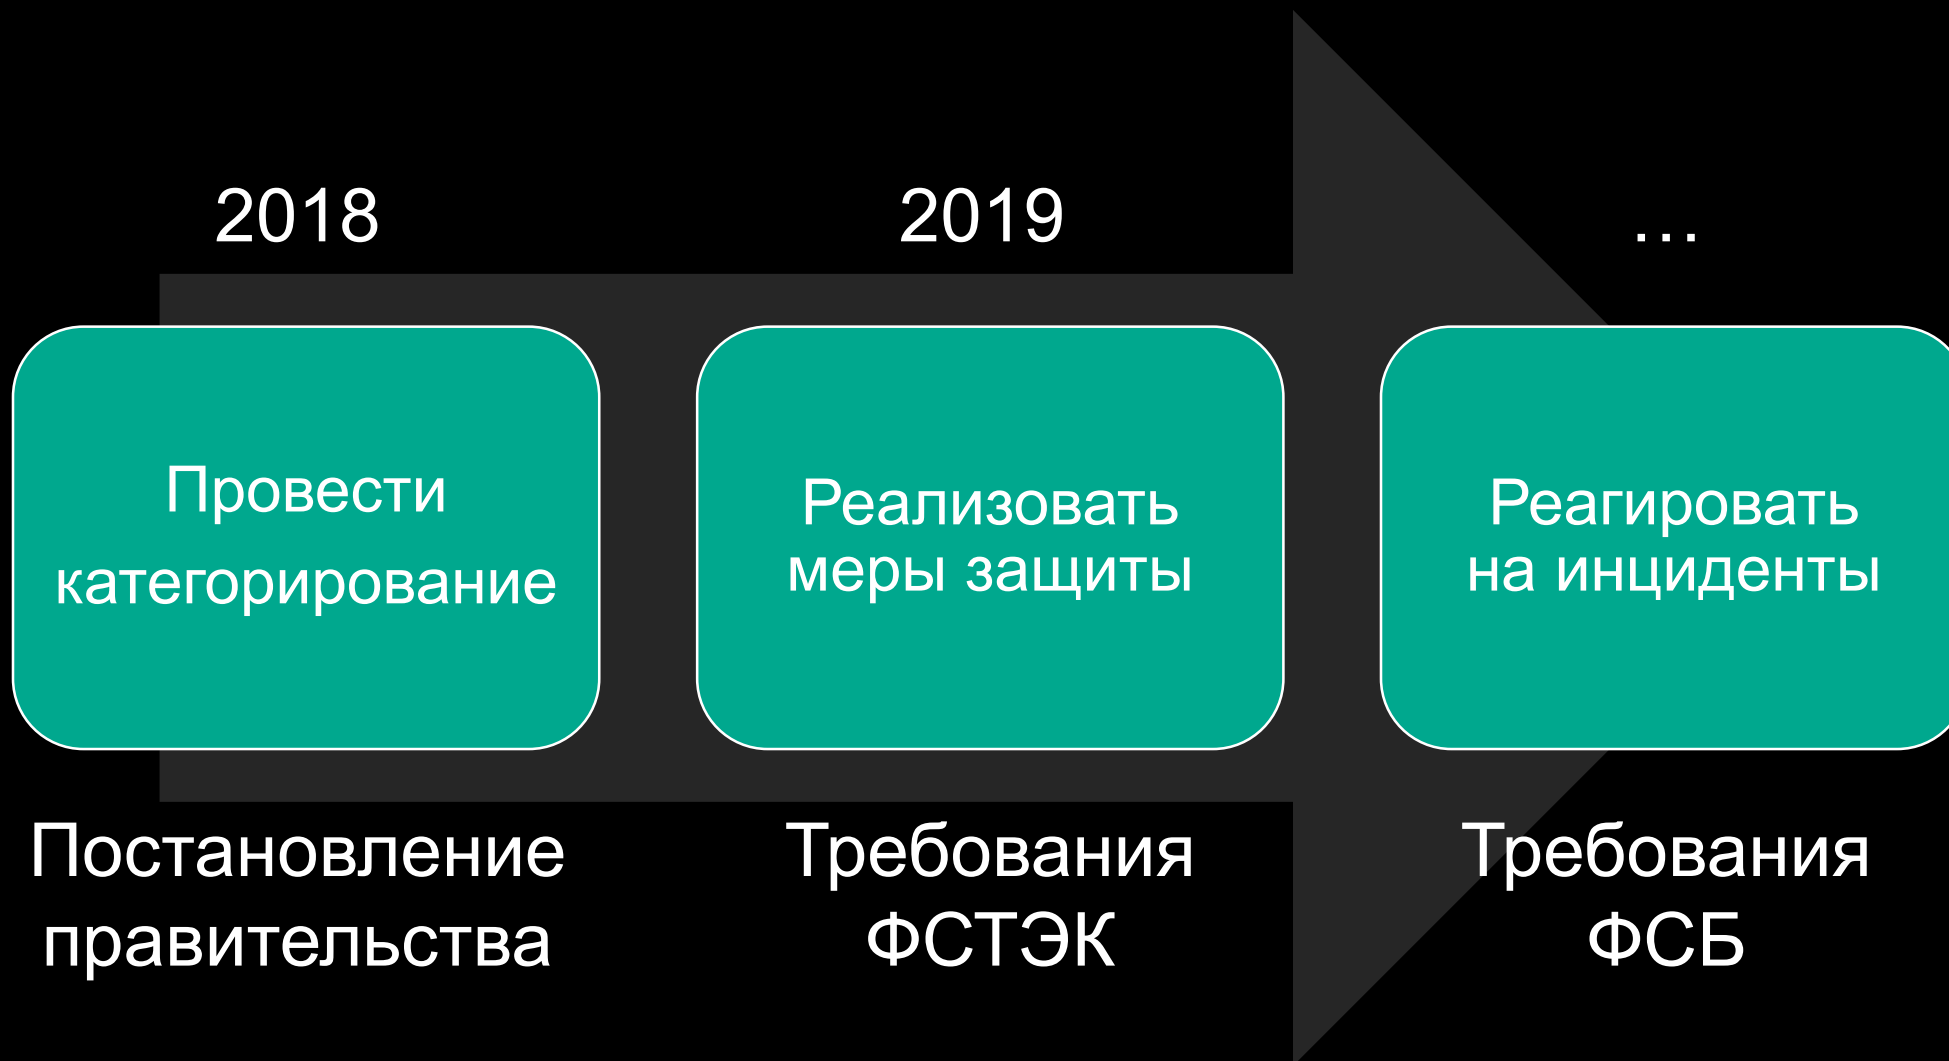 2018
2019
…
Провести
категорирование
Реализовать
меры защиты
Реагировать
на инциденты
Постановление
правительства
Требования
ФСТЭК
Требования
ФСБ